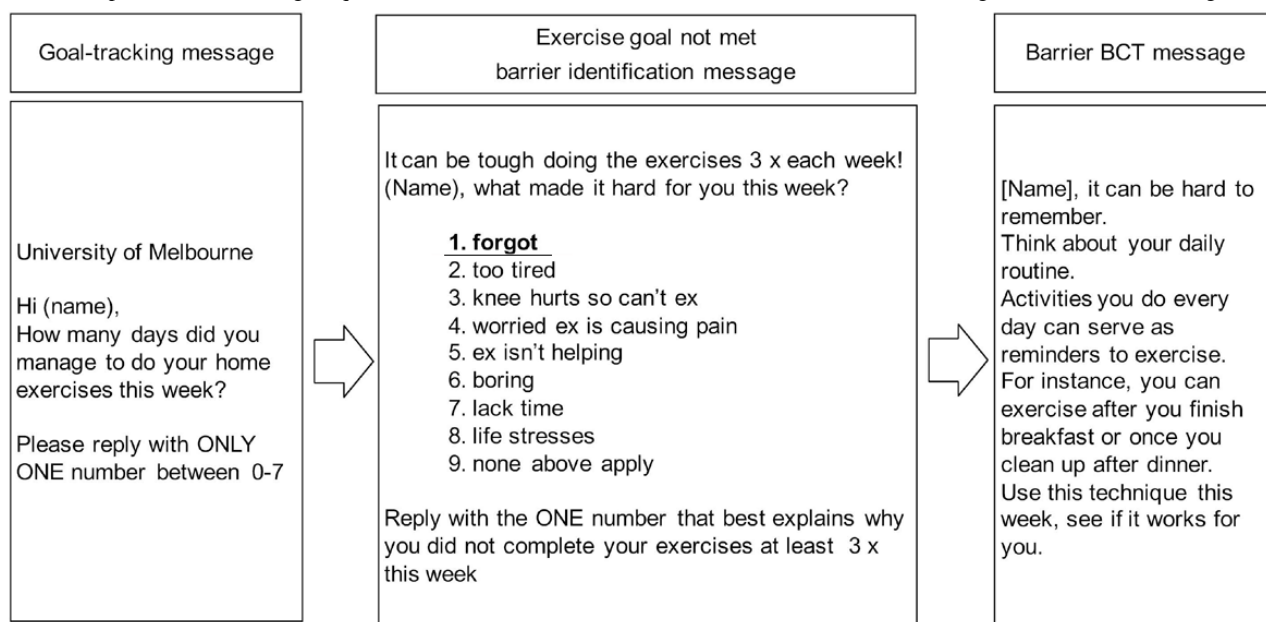 Goal-tracking message
University of Melbourne
Hi (name),
How many days did you
manage to do your home
exercises this week?
Please reply with ONLY
ONE number between 0-7
Exercise goal not met
barrier identification message
It can be tough doing the exercises 3 x each week!
(Name), what made it hard for you this week?
1. forgot
2. too tired
3. knee hurts so can't ex
4. worried ex is causing pain
5. ex isn't helping
6. boring
7. lack time
8. life stresses
9. none above apply
Reply with the ONE number that best explains why
you did not complete your exercises at least 3 x
this week
Barrier BCT message
[Name], it can be hard to
remember.
Think about your daily
routine.
Activities you do every
day can serve as
reminders to exercise.
For instance, you can
exercise after you finish
breakfast or once you
clean up after dinner.
Use this technique this
week, see if it works for
you.